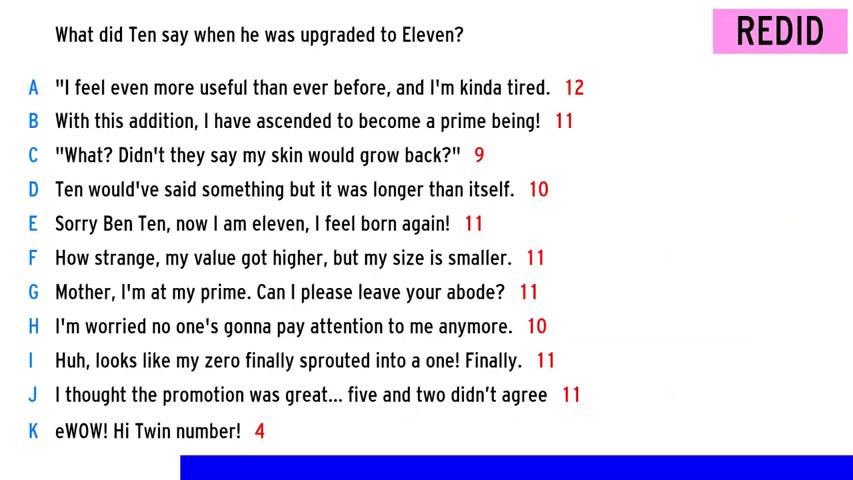 What did Ten say when he was upgraded to Eleven?
REDID
A "I feel even more useful than ever before, and I'm kinda tired. 12
B With this addition, I have ascended to become a prime being! 11
C "What? Didn't they say my skin would grow back?" 9
D Ten would've said something but it was longer than itself. 10
E Sorry Ben Ten, now I am eleven, I feel born again! 11
F How strange, my value got higher, but my size is smaller. 11
G Mother, I'm at my prime. Can I please leave your abode? 11
H I'm worried no one's gonna pay attention to me anymore. 10
I Huh, looks like my zero finally sprouted into a one! Finally. 11
J I thought the promotion was great... five and two didn’t agree 11
K eWOW! Hi Twin number! 4